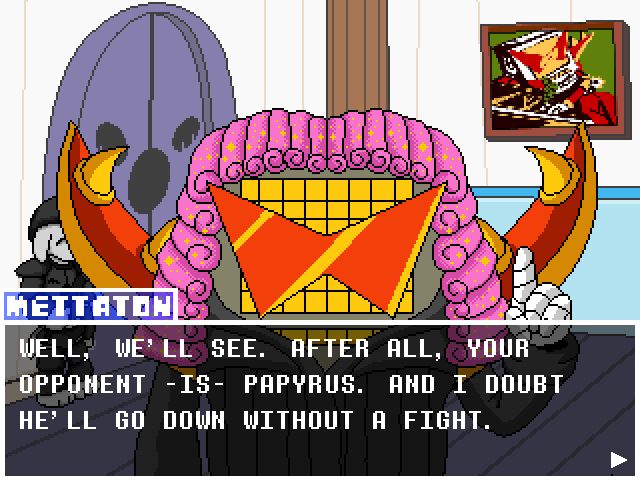 METTATON
WELL, WE'LL SEE. AFTER ALL, YOUR
OPPONENT -IS- PAPYRUS. AND I DOUBT
HE'LL GO DOWN WITHOUT A FIGHT.